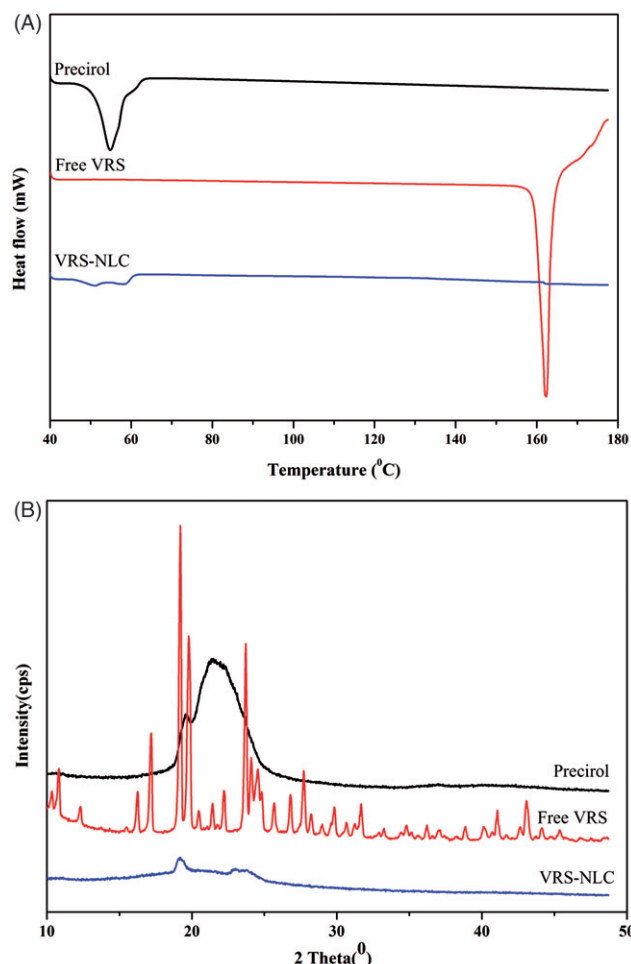 (A)
Precirol
Free VRS
VRS-NLC
Heat flow (mW)
40 60 80 100 120 140 160 180
Temperature (⁰C)
(B)
Intensity(cps)
Precirol
Free VRS
VRS-NLC
10 20 30 40 50
2 Theta(⁰)